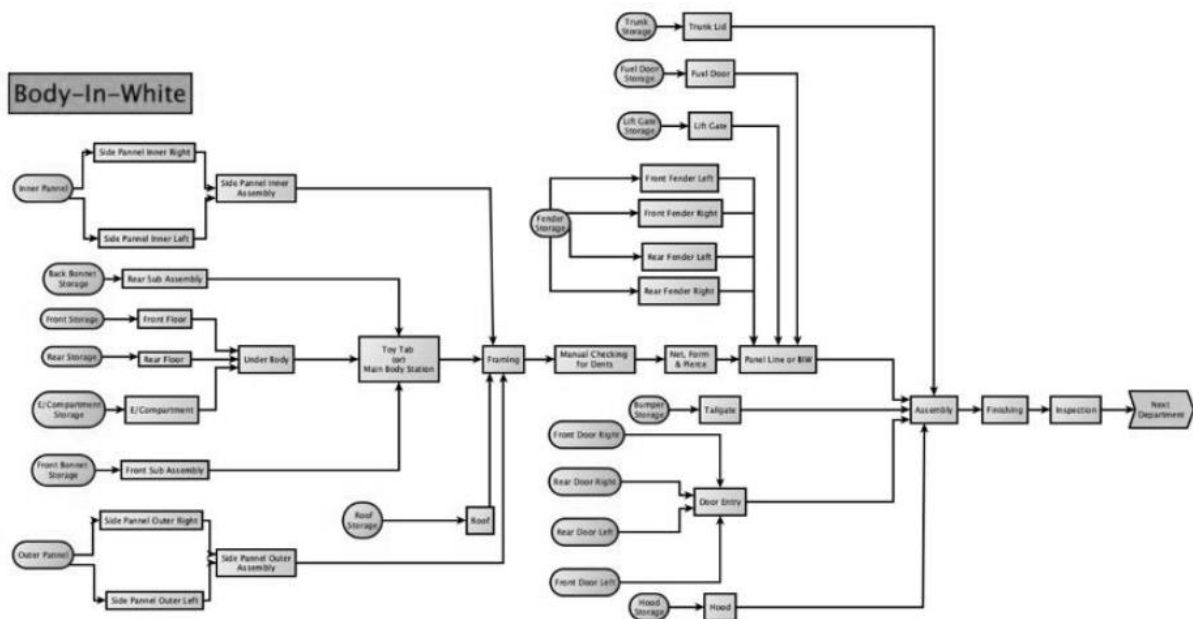 Body-In-White
Trunk
Storage
Trunk Lid
Fuel Door
Storage
Fuel Door
Lift Gate
Storage
Lift Gate
Side Pannel Inner Right
Inner Pannel
Side Pannel Inner
Assembly
Side Pannel Inner Left
Front Fender Left
Front Fender Right
Fender
Storage
Rear Fender Left
Rear Fender Right
Back Bonnet
Storage
Rear Sub Assembly
Front Storage
Front Floor
Rear Storage
Rear Floor
Under Body
E/Compartment
Storage
E/Compartment
Front Bonnet
Storage
Front Sub Assembly
Toy Tab
Main Body Station
Framing
Manual Checking
for Dents
Net, Form
& Pierce
Panel Line or BIW
Bumper
Storage
Tailgate
Assembly
Finishing
Inspection
Next
Department
Front Door Right
Rear Door Right
Door Entry
Rear Door Left
Front Door Left
Hood
Storage
Hood
Roof
Storage
Roof
Side Pannel Outer Right
Outer Pannel
Side Pannel Outer
Assembly
Side Pannel Outer Left